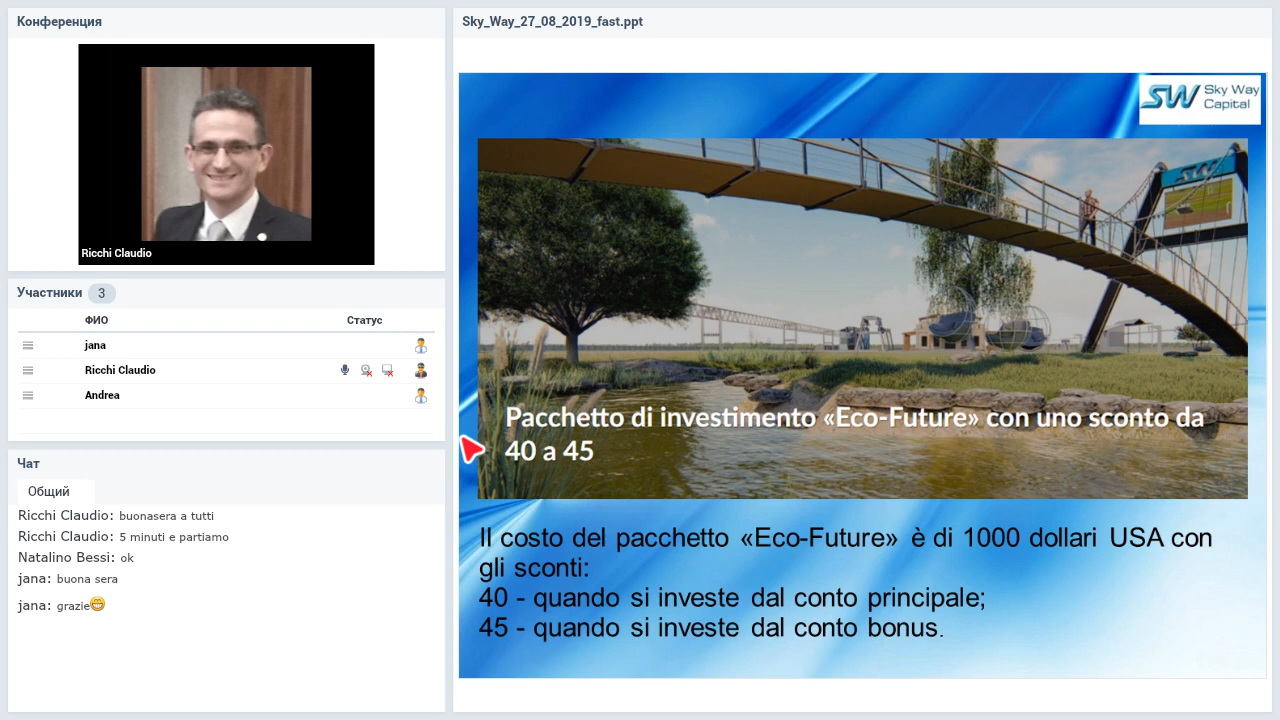 Конференция
Ricchi Claudio
Участники 3
ФИО Статус
jana
Ricchi Claudio
Andrea
Чат
Общий
Ricchi Claudio: buonasera a tutti
Ricchi Claudio: 5 minuti e partiamo
Natalino Bessi: ok
jana: buona sera
jana: grazie
Sky_Way_27_08_2019_fast.ppt
SW Sky Way
Capital
SW
Pacchetto di investimento «Eco-Future» con uno sconto da
40 a 45
Il costo del pacchetto «Eco-Future» è di 1000 dollari USA con
gli sconti:
40 - quando si investe dal conto principale;
45 - quando si investe dal conto bonus.